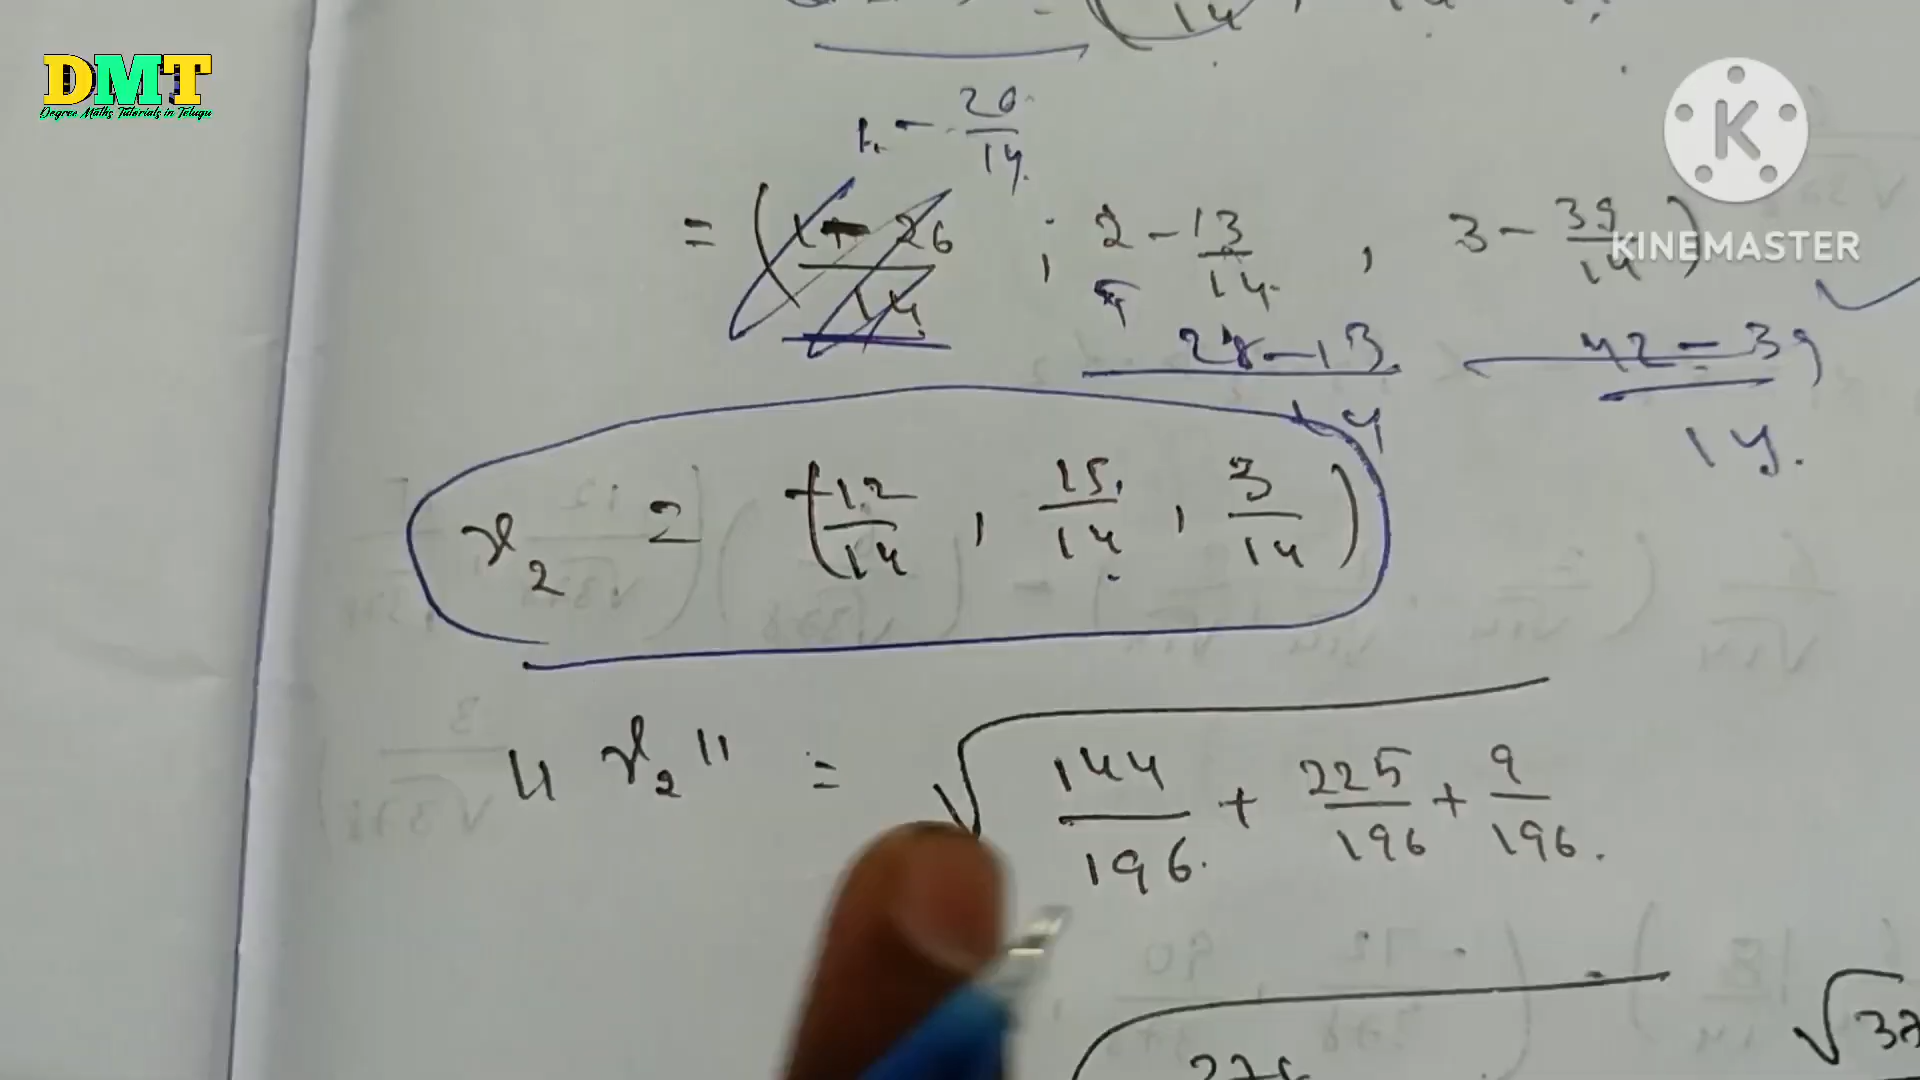 DMT
Degree Maths Tutorials in Telugu
K
KINEMASTER
14
1 - 26/14
= ( 1 - 26/14 , 2 - 13/14 , 3 - 39/14 )
28-13/14 42-39/14
x₂ = ( -12/14 , 15/14 , 3/14 )
|| x₂ || = √ 144/196 + 225/196 + 9/196